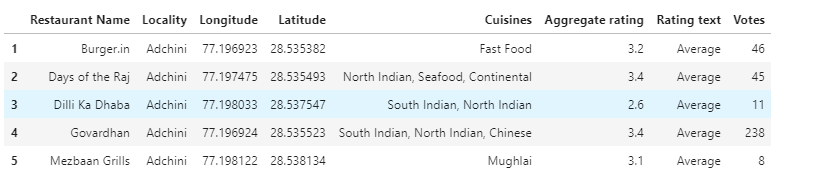 Restaurant Name Locality Longitude Latitude Cuisines Aggregate rating Rating text Votes
1 Burger.in Adchini 77.196923 28.535382 Fast Food 3.2 Average 46
2 Days of the Raj Adchini 77.197475 28.535493 North Indian, Seafood, Continental 3.4 Average 45
3 Dilli Ka Dhaba Adchini 77.198033 28.537547 South Indian, North Indian 2.6 Average 11
4 Govardhan Adchini 77.196924 28.535523 South Indian, North Indian, Chinese 3.4 Average 238
5 Mezbaan Grills Adchini 77.198122 28.538134 Mughlai 3.1 Average 8